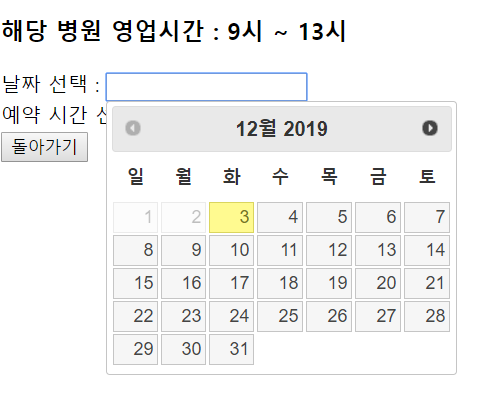 해당 병원 영업시간 : 9시 ~ 13시
날짜 선택 :
예약 시간
돌아가기
12월 2019
일 월 화 수 목 금 토
1 2 3 4 5 6 7
8 9 10 11 12 13 14
15 16 17 18 19 20 21
22 23 24 25 26 27 28
29 30 31